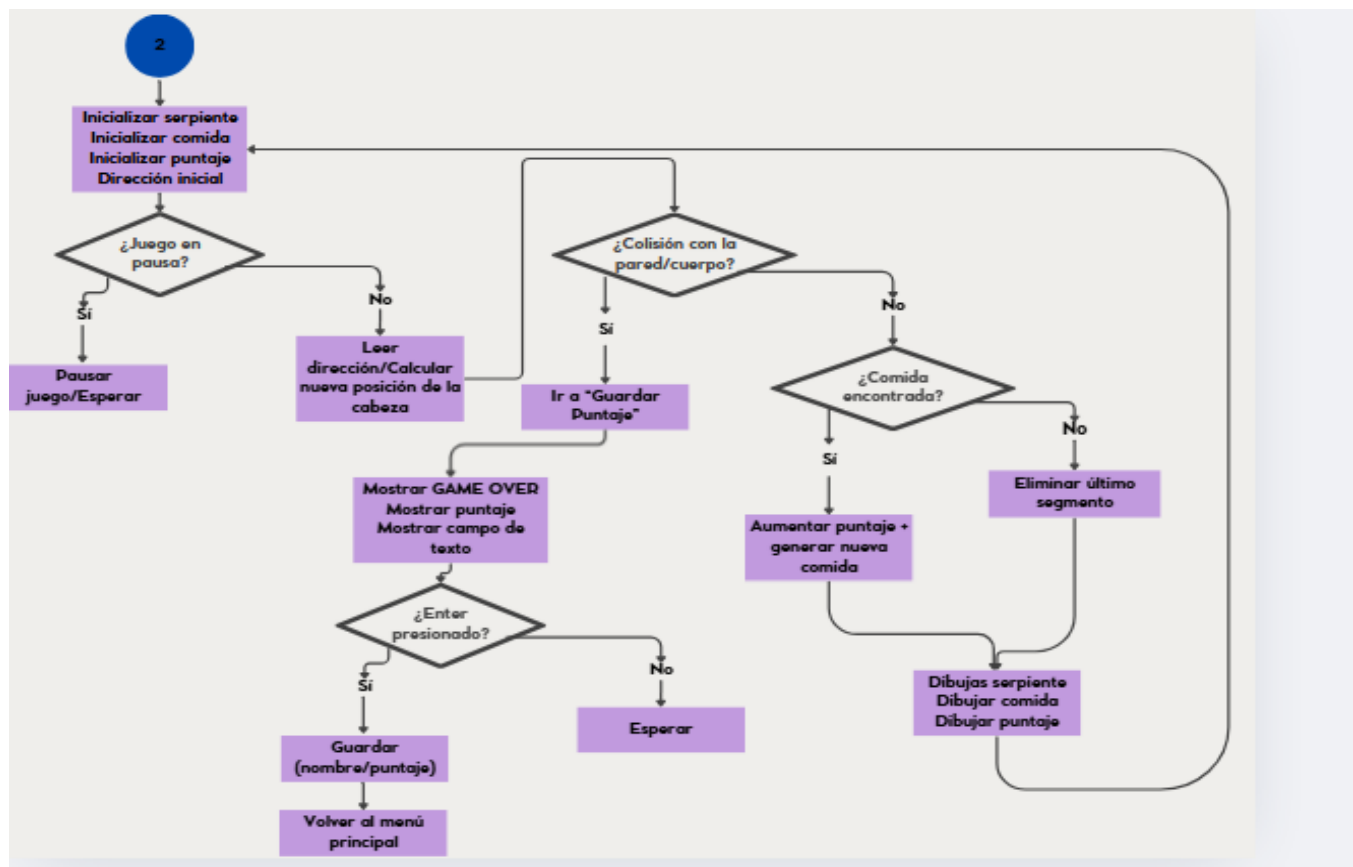 2
Inicializar serpiente
Inicializar comida
Inicializar puntaje
Dirección inicial
¿Juego en
pausa?
Sí
No
Pausar
juego/Esperar
Leer
dirección/Calcular
nueva posición de la
cabeza
¿Colisión con la
pared/cuerpo?
Sí
No
Ir a "Guardar
Puntaje"
Mostrar GAME OVER
Mostrar puntaje
Mostrar campo de
texto
¿Enter
presionado?
Sí
No
Guardar
(nombre/puntaje)
Volver al menú
principal
Esperar
¿Comida
encontrada?
Sí
No
Aumentar puntaje +
generar nueva
comida
Eliminar último
segmento
Dibujas serpiente
Dibujar comida
Dibujar puntaje